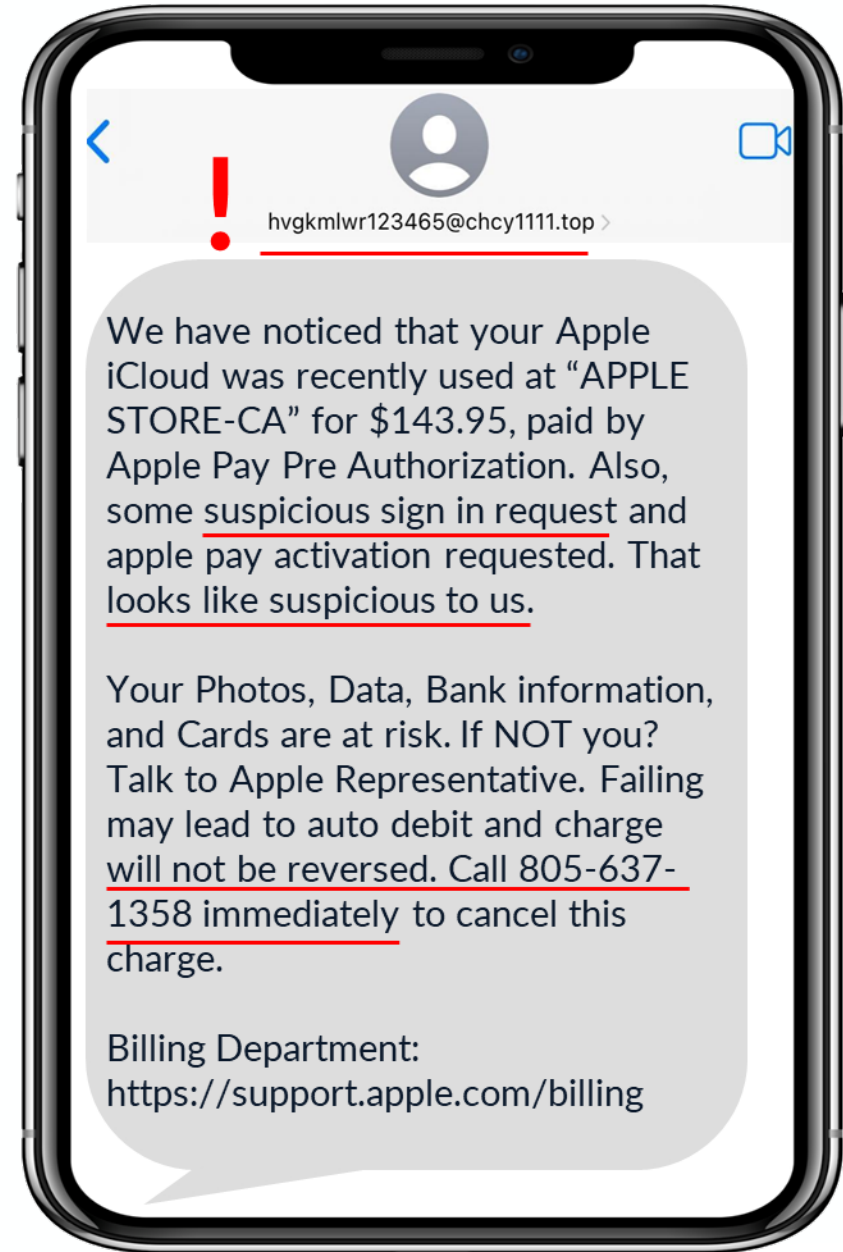 !
hvgkmlwr123465@chcy1111.top >
We have noticed that your Apple
iCloud was recently used at “APPLE
STORE-CA” for $143.95, paid by
Apple Pay Pre Authorization. Also,
some suspicious sign in request and
apple pay activation requested. That
looks like suspicious to us.
Your Photos, Data, Bank information,
and Cards are at risk. If NOT you?
Talk to Apple Representative. Failing
may lead to auto debit and charge
will not be reversed. Call 805-637-
1358 immediately to cancel this
charge.
Billing Department:
https://support.apple.com/billing